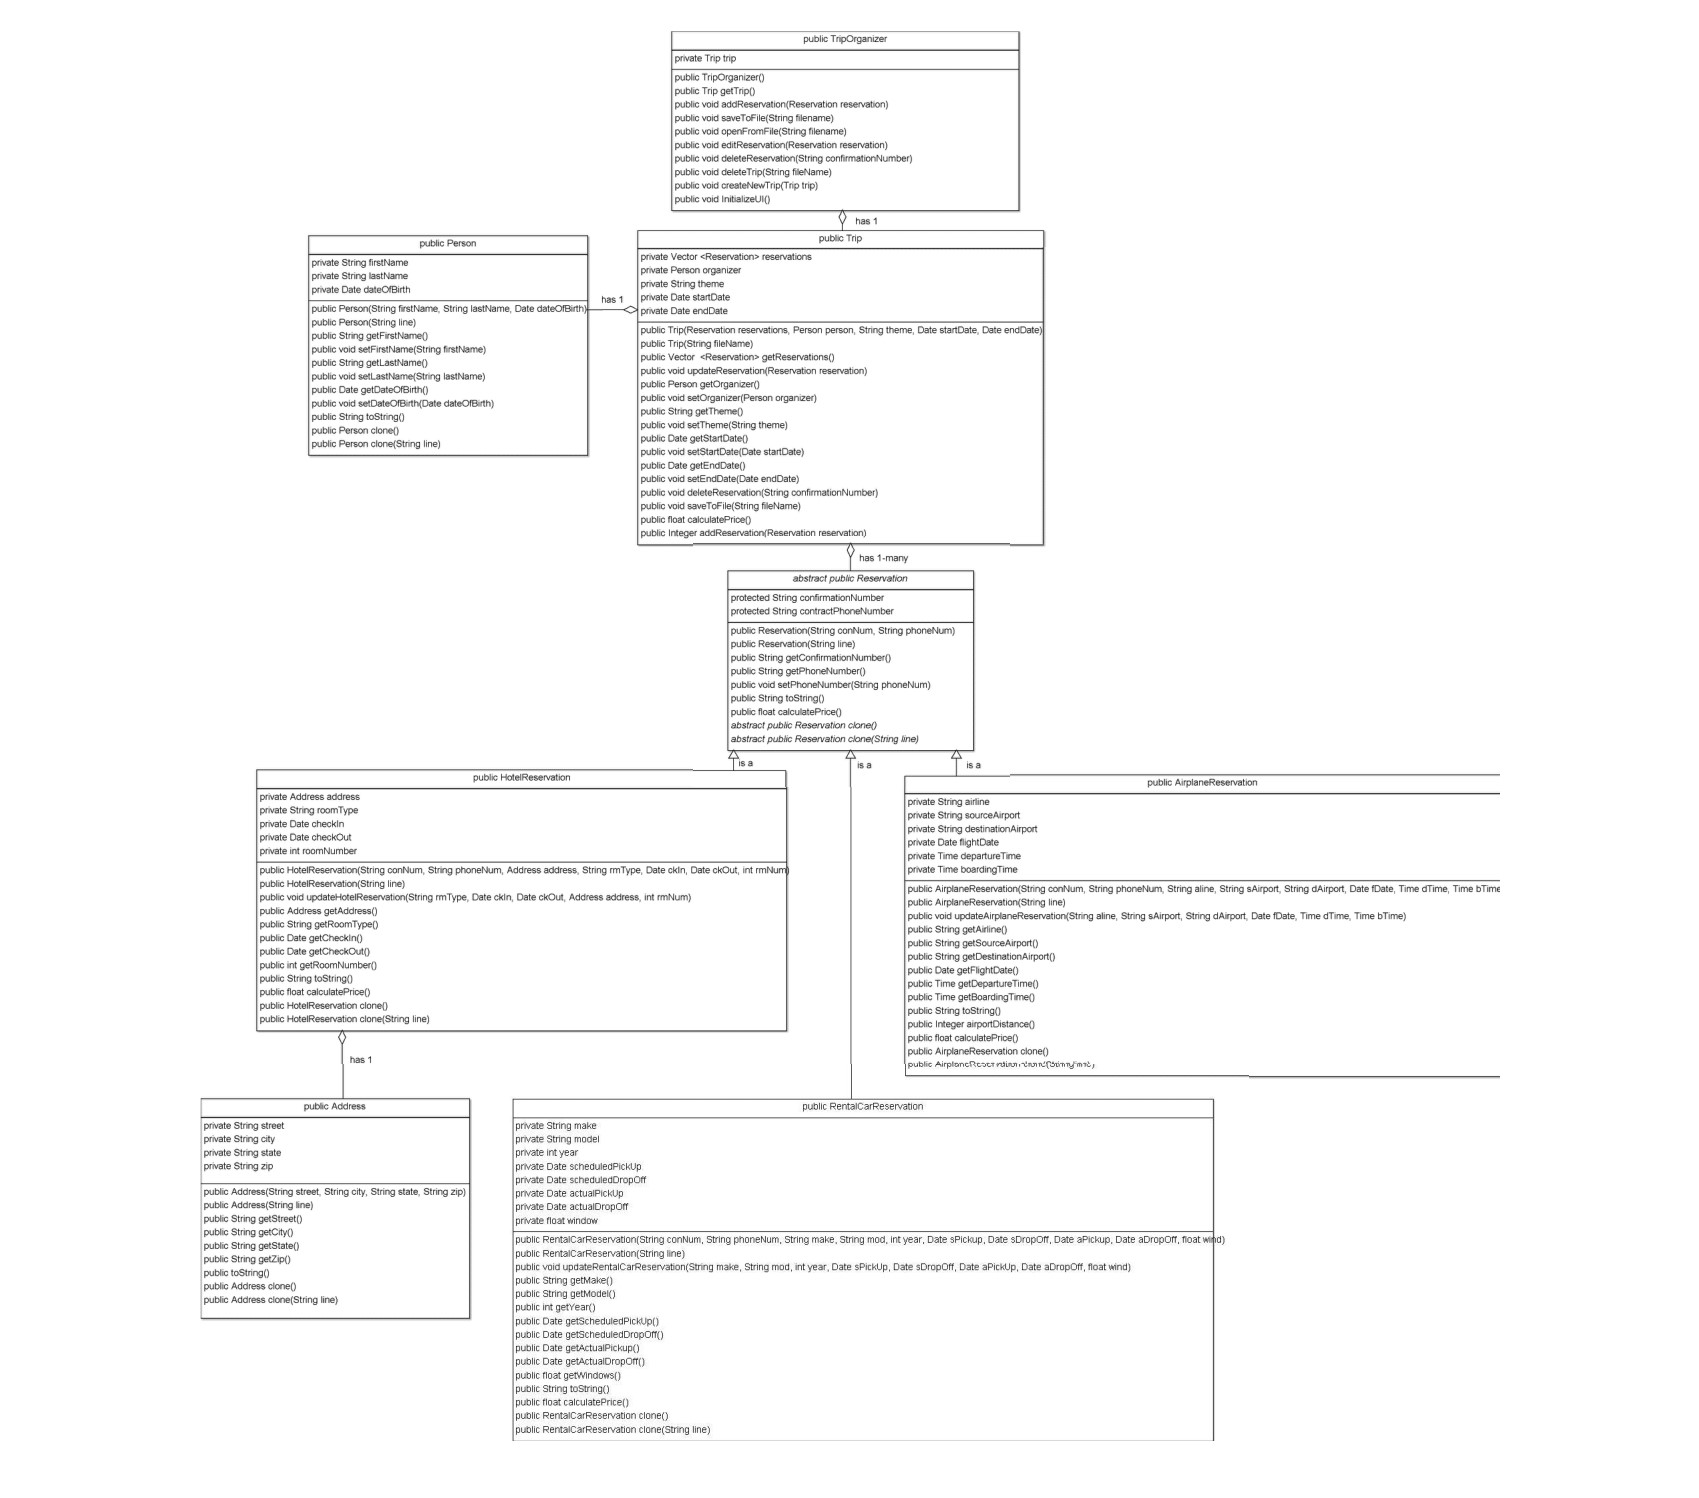 public TripOrganizer
private Trip trip
public TripOrganizer()
public Trip getTrip()
public void addReservation(Reservation reservation)
public void saveToFile(String filename)
public void openFromFile(String filename)
public void editReservation(Reservation reservation)
public void deleteReservation(String confirmationNumber)
public void deleteTrip(String fileName)
public void createNewTrip(Trip trip)
public void InitializeUI()
has 1
public Person
private String firstName
private String lastName
private Date dateOfBirth
public Person(String firstName, String lastName, Date dateOfBirth)
public Person(String line)
public String getFirstName()
public void setFirstName(String firstName)
public String getLastName()
public void setLastName(String lastName)
public Date getDateOfBirth()
public void setDateOfBirth(Date dateOfBirth)
public String toString()
public Person clone()
public Person clone(String line)
has 1
public Trip
private Vector <Reservation> reservations
private Person organizer
private String theme
private Date startDate
private Date endDate
public Trip(Reservation reservations, Person person, String theme, Date startDate, Date endDate)
public Trip(String fileName)
public Vector  <Reservation> getReservations()
public void updateReservation(Reservation reservation)
public Person getOrganizer()
public void setOrganizer(Person organizer)
public String getTheme()
public void setTheme(String theme)
public Date getStartDate()
public void setStartDate(Date startDate)
public Date getEndDate()
public void setEndDate(Date endDate)
public void deleteReservation(String confirmationNumber)
public void saveToFile(String fileName)
public float calculatePrice()
public Integer addReservation(Reservation reservation)
has 1-many
abstract public Reservation
protected String confirmationNumber
protected String contractPhoneNumber
public Reservation(String conNum, String phoneNum)
public Reservation(String line)
public String getConfirmationNumber()
public String getPhoneNumber()
public void setPhoneNumber(String phoneNum)
public String toString()
public float calculatePrice()
abstract public Reservation clone()
abstract public Reservation clone(String line)
is a
is a
is a
public HotelReservation
private Address address
private String roomType
private Date checkIn
private Date checkOut
private int roomNumber
public HotelReservation(String conNum, String phoneNum, Address address, String rmType, Date ckIn, Date ckOut, int rmNum)
public HotelReservation(String line)
public void updateHotelReservation(String rmType, Date ckIn, Date ckOut, Address address, int rmNum)
public Address getAddress()
public String getRoomType()
public Date getCheckIn()
public Date getCheckOut()
public int getRoomNumber()
public String toString()
public float calculatePrice()
public HotelReservation clone()
public HotelReservation clone(String line)
has 1
public AirplaneReservation
private String airline
private String sourceAirport
private String destinationAirport
private Date flightDate
private Time departureTime
private Time boardingTime
public AirplaneReservation(String conNum, String phoneNum, String aline, String sAirport, String dAirport, Date fDate, Time dTime, Time bTime
public AirplaneReservation(String line)
public void updateAirplaneReservation(String aline, String sAirport, String dAirport, Date fDate, Time dTime, Time bTime)
public String getAirline()
public String getSourceAirport()
public String getDestinationAirport()
public Date getFlightDate()
public Time getDepartureTime()
public Time getBoardingTime()
public String toString()
public Integer airportDistance()
public float calculatePrice()
public AirplaneReservation clone()
public
public Address
private String street
private String city
private String state
private String zip
public Address(String street, String city, String state, String zip)
public Address(String line)
public String getStreet()
public String getCity()
public String getState()
public String getZip()
public toString()
public Address clone()
public Address clone(String line)
public RentalCarReservation
private String make
private String model
private int year
private Date scheduledPickUp
private Date scheduledDropOff
private Date actualPickUp
private Date actualDropOff
private float window
public RentalCarReservation(String conNum, String phoneNum, String make, String mod, int year, Date sPickup, Date sDropOff, Date aPickup, Date aDropOff, float wind)
public RentalCarReservation(String line)
public void updateRentalCarReservation(String make, String mod, int year, Date sPickUp, Date sDropOff, Date aPickUp, Date aDropOff, float wind)
public String getMake()
public String getModel()
public int getYear()
public Date getScheduledPickUp()
public Date getScheduledDropOff()
public Date getActualPickup()
public Date getActualDropOff()
public float getWindows()
public String toString()
public float calculatePrice()
public RentalCarReservation clone()
public RentalCarReservation clone(String line)